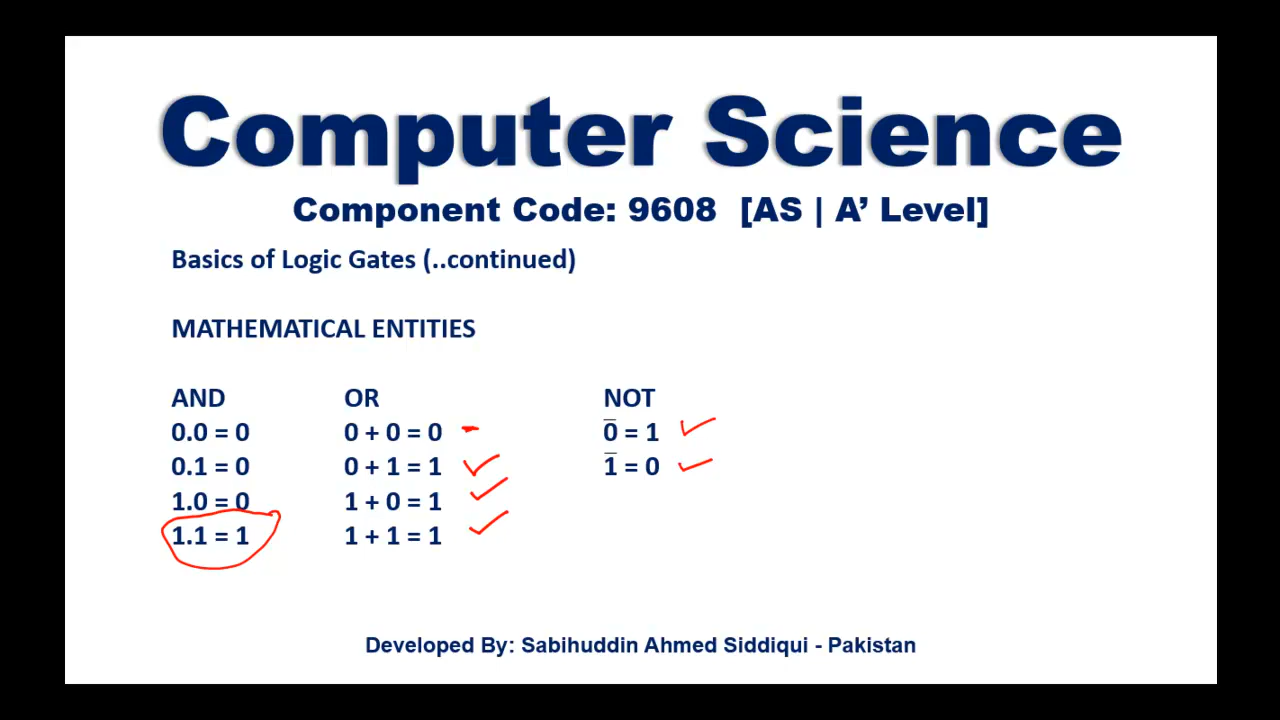 Computer Science
Component Code: 9608 [AS | A’ Level]
Basics of Logic Gates (..continued)
MATHEMATICAL ENTITIES
AND OR NOT
0.0 = 0 0 + 0 = 0 0̅ = 1
0.1 = 0 0 + 1 = 1 1̅ = 0
1.0 = 0 1 + 0 = 1
1.1 = 1 1 + 1 = 1
Developed By: Sabihuddin Ahmed Siddiqui - Pakistan